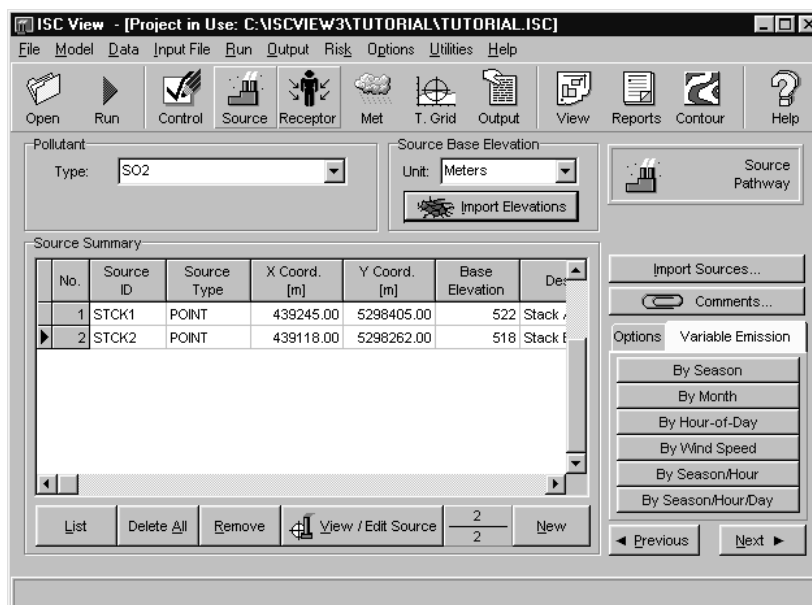 ISC View - [Project in Use: C:\ISCVIEW3\TUTORIAL\TUTORIAL.ISC]
File Model Data Input File Run Output Risk Options Utilities Help
Open Run Control Source Receptor Met T. Grid Output View Reports Contour Help
Pollutant
Type: SO2
Source Base Elevation
Unit: Meters
Import Elevations
Source Pathway
Source Summary
No. Source ID Source Type X Coord. [m] Y Coord. [m] Base Elevation
1 STCK1 POINT 439245.00 5298405.00 522 Stack
2 STCK2 POINT 439118.00 5298262.00 518 Stack
List Delete All Remove View / Edit Source 2 2 New
Import Sources...
Comments...
Options Variable Emission
By Season
By Month
By Hour-of-Day
By Wind Speed
By Season/Hour
By Season/Hour/Day
Previous Next